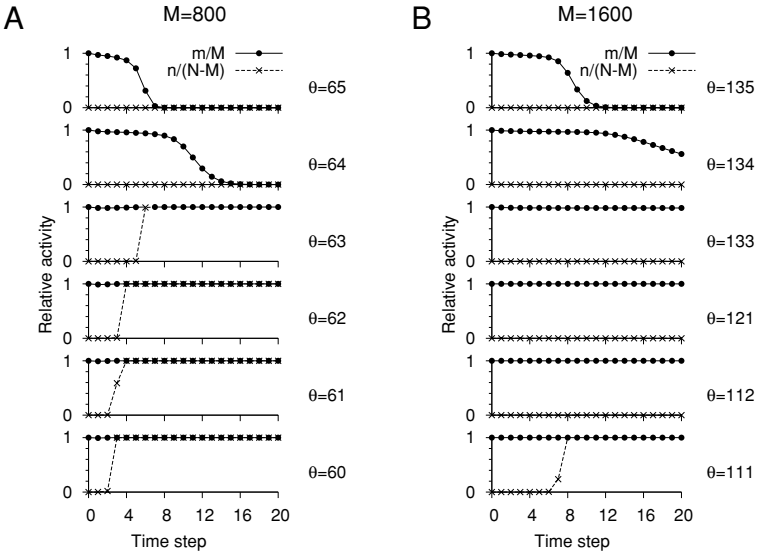 A
M=800
Relative activity
1
0
m/M
n/(N-M)
θ=65
1
0
θ=64
1
0
θ=63
1
0
θ=62
1
0
θ=61
1
0
θ=60
0 4 8 12 16 20
Time step
B
M=1600
Relative activity
1
0
m/M
n/(N-M)
θ=135
1
0
θ=134
1
0
θ=133
1
0
θ=121
1
0
θ=112
1
0
θ=111
0 4 8 12 16 20
Time step